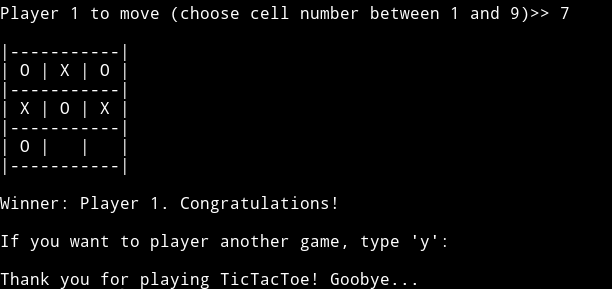 Player 1 to move (choose cell number between 1 and 9)>> 7
|-----------|
| O | X | O |
|-----------|
| X | O | X |
|-----------|
| O |   |   |
|-----------|
Winner: Player 1. Congratulations!
If you want to player another game, type 'y':
Thank you for playing TicTacToe! Goobye...